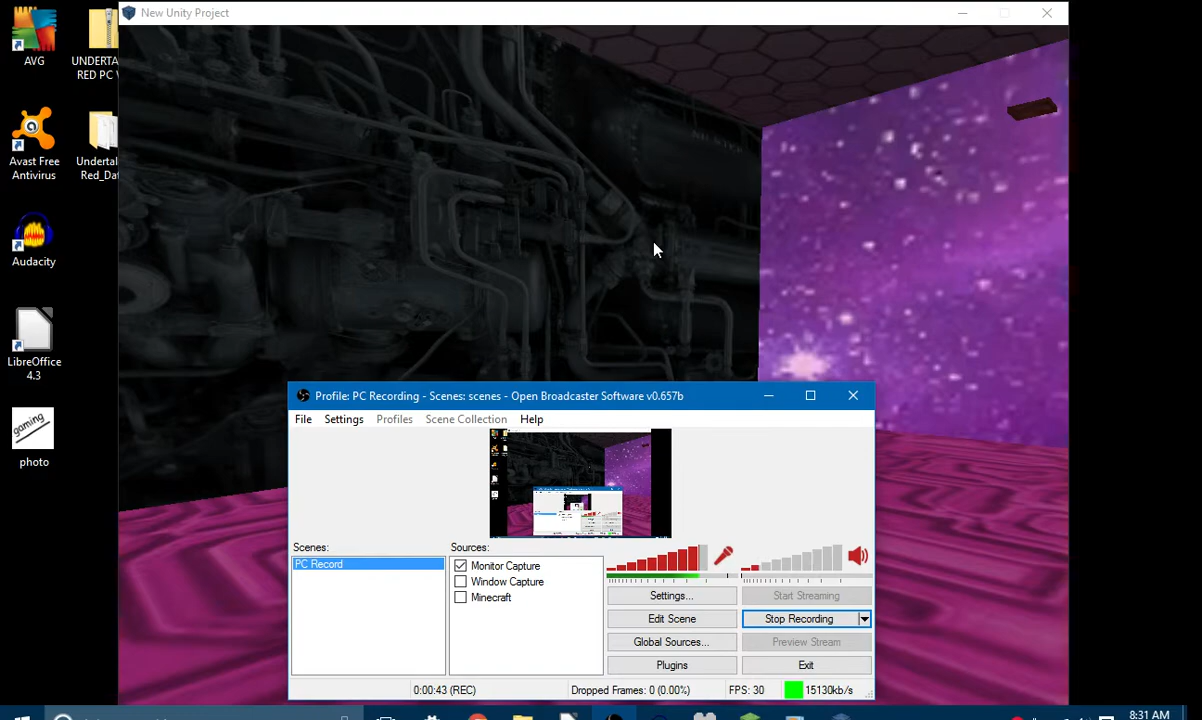 New Unity Project
AVG
UNDERTA
RED PC
Avast Free
Antivirus
Undertal
Red_Dat
Audacity
LibreOffice
4.3
gaming
photo
Profile: PC Recording - Scenes: scenes - Open Broadcaster Software v0.657b
File Settings Profiles Scene Collection Help
Scenes:
PC Record
Sources:
Monitor Capture
Window Capture
Minecraft
Settings... Start Streaming
Edit Scene Stop Recording
Global Sources... Preview Stream
Plugins Exit
0:00:43 (REC) Dropped Frames: 0 (0.00%) FPS: 30 15130kb/s
8:31 AM